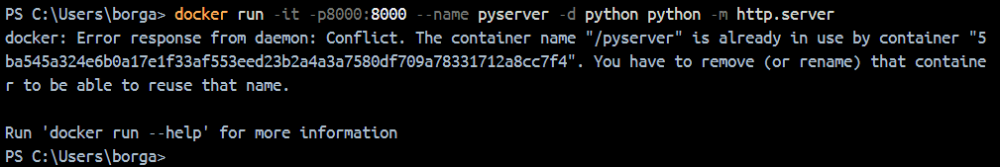 PS C:\Users\borga> docker run -it -p8000:8000 --name pyserver -d python python -m http.server
docker: Error response from daemon: Conflict. The container name "/pyserver" is already in use by container "5
ba545a324e6b0a17e1f33af553eed23b2a4a3a7580df709a78331712a8cc7f4". You have to remove (or rename) that containe
r to be able to reuse that name.
Run 'docker run --help' for more information
PS C:\Users\borga>